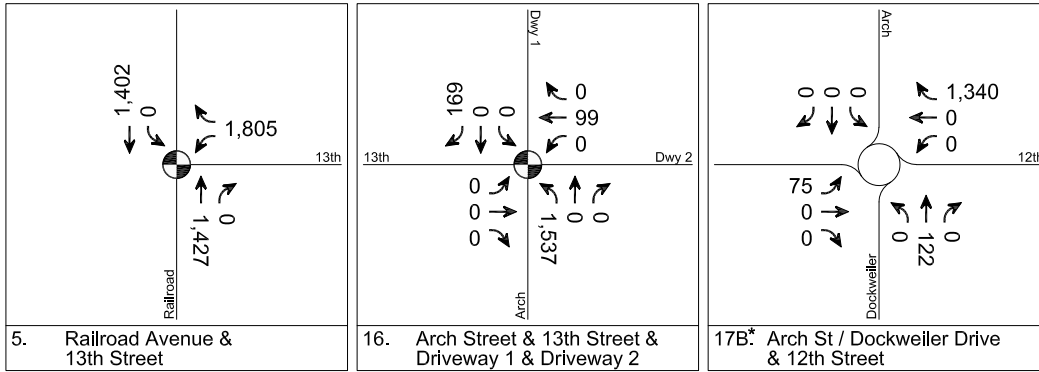 1,402
0
1,805
13th
1,427
0
Railroad
5. Railroad Avenue &
13th Street
Dwy 1
169
0
0
0
99
0
13th
Dwy 2
0
0
0
1,537
0
0
Arch
16. Arch Street & 13th Street &
Driveway 1 & Driveway 2
Arch
0
0
0
1,340
0
0
12th
75
0
0
0
122
0
Dockweiler
17B.* Arch St / Dockweiler Drive
& 12th Street